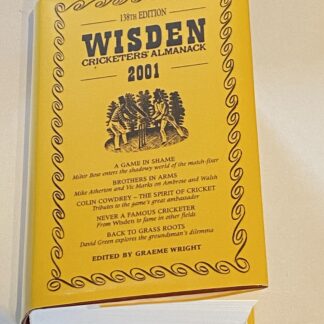 138TH EDITION
WISDEN
CRICKETERS' ALMANACK
2001
A GAME IN SHAME
Mihir Bose enters the shadowy world of the match-fixer
BROTHERS IN ARMS
Mike Atherton and Vic Marks on Ambrose and Walsh
COLIN COWDREY – THE SPIRIT OF CRICKET
Tributes to the game's great ambassador
NEVER A FAMOUS CRICKETER
From Wisden to fame in other fields
BACK TO GRASS ROOTS
David Green explores the groundsman's dilemma
EDITED BY GRAEME WRIGHT